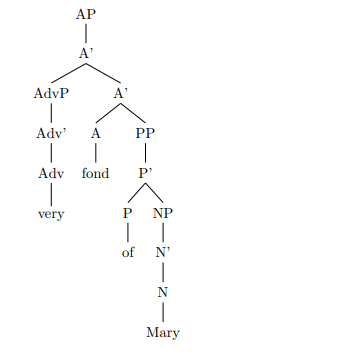 AP
A'
AdvP A'
Adv' A PP
Adv fond P'
very P NP
of N'
N
Mary